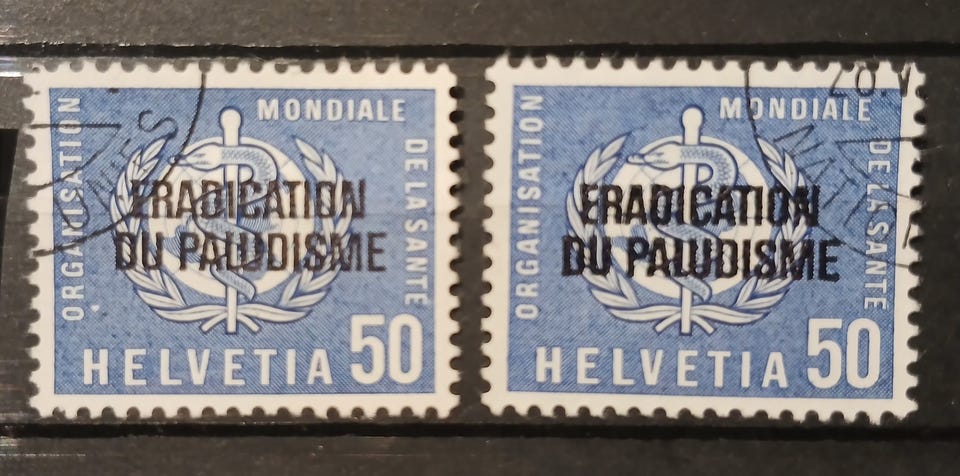 ORGANISATION
MONDIALE
DE LA SANTÉ
ERADICATION
DU PALUDISME
HELVETIA 50
ORGANISATION
MONDIALE
DE LA SANTÉ
ERADICATION
DU PALUDISME
HELVETIA 50